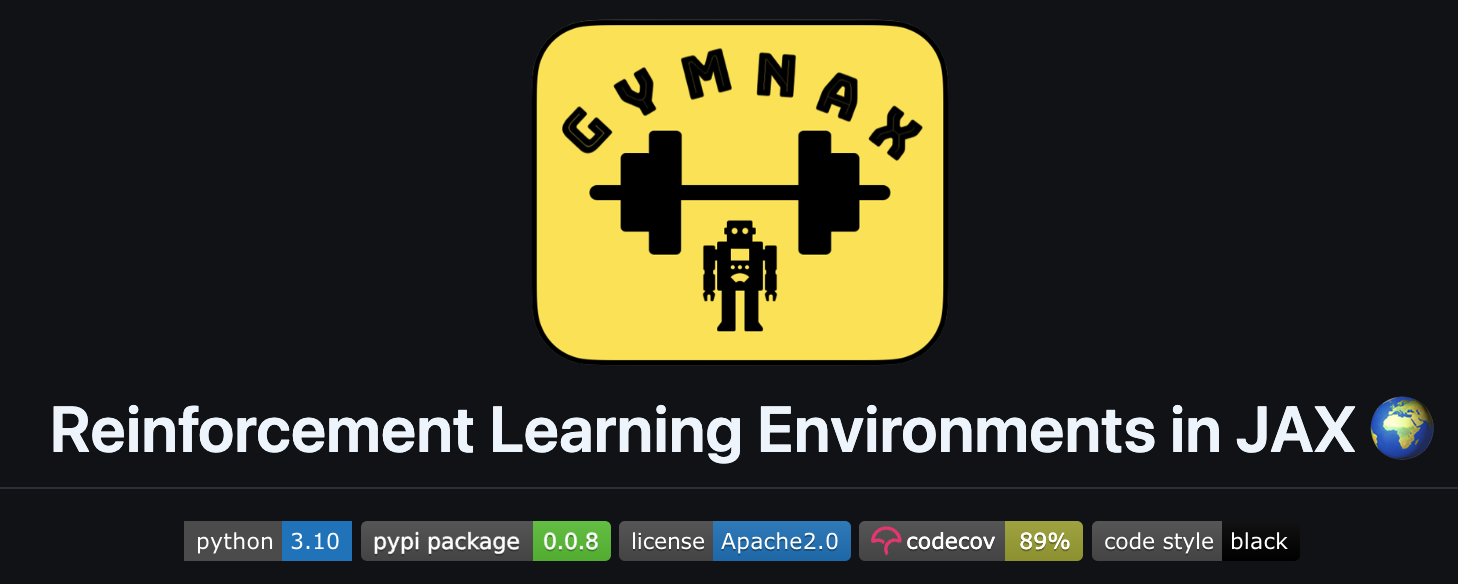 GYMNAX
Reinforcement Learning Environments in JAX 🌍
python 3.10 pypi package 0.0.8 license Apache2.0 codecov 89% code style black